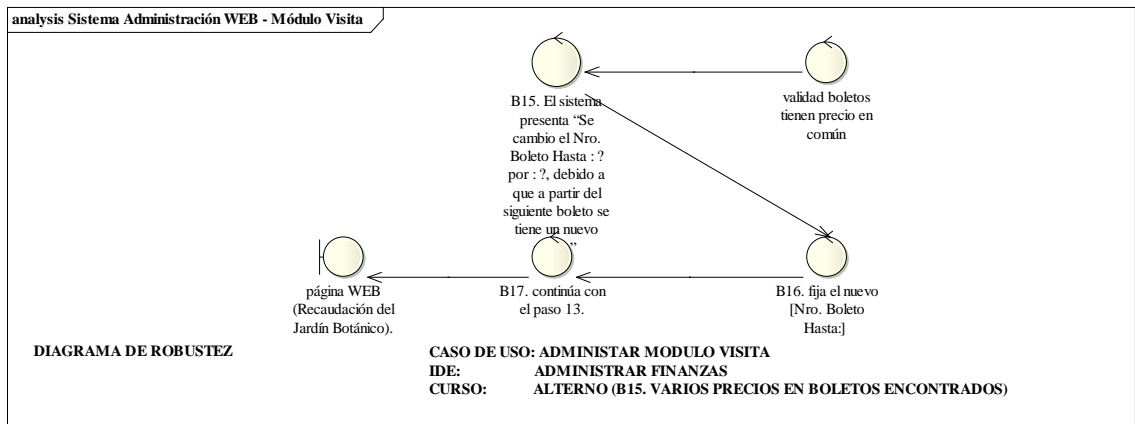 analysis Sistema Administración WEB - Módulo Visita
B15. El sistema
presenta “Se
cambio el Nro.
Boleto Hasta : ?
por : ?, debido a
que a partir del
siguiente boleto se
tiene un nuevo
”
validad boletos
tienen precio en
común
página WEB
(Recaudación del
Jardín Botánico).
B17. continúa con
el paso 13.
B16. fija el nuevo
[Nro. Boleto
Hasta:]
DIAGRAMA DE ROBUSTEZ
CASO DE USO: ADMINISTAR MODULO VISITA
IDE: ADMINISTRAR FINANZAS
CURSO: ALTERNO (B15. VARIOS PRECIOS EN BOLETOS ENCONTRADOS)